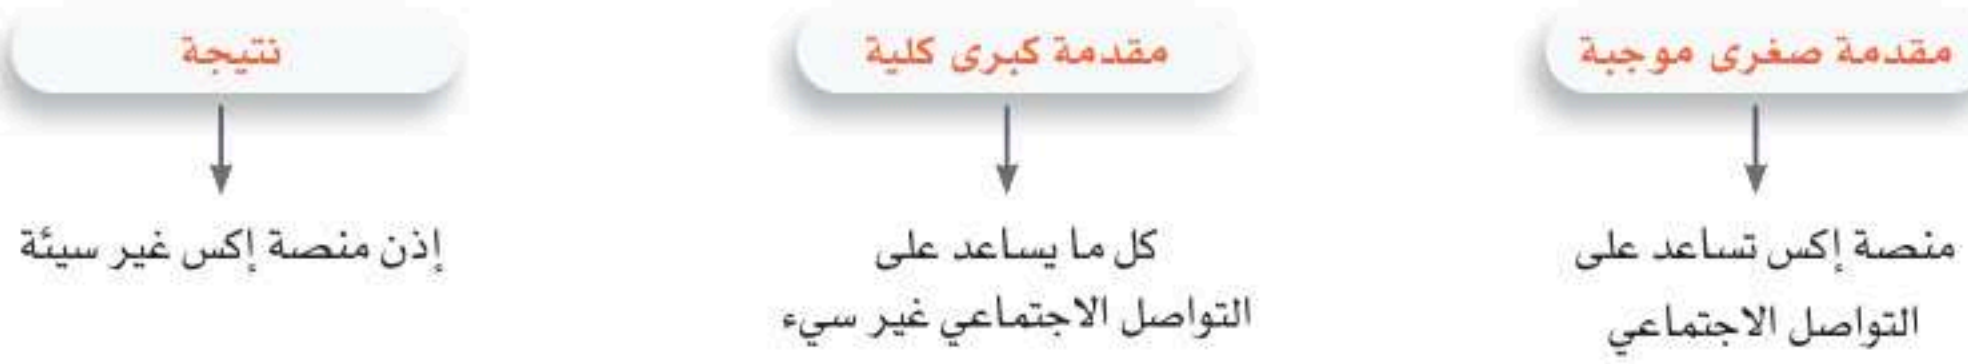 مقدمة صغرى موجبة
مقدمة كبرى كلية
نتيجة
منصة إكس تساعد على
التواصل الاجتماعي
كل ما يساعد على
التواصل الاجتماعي غير سيء
إذن منصة إكس غير سيئة